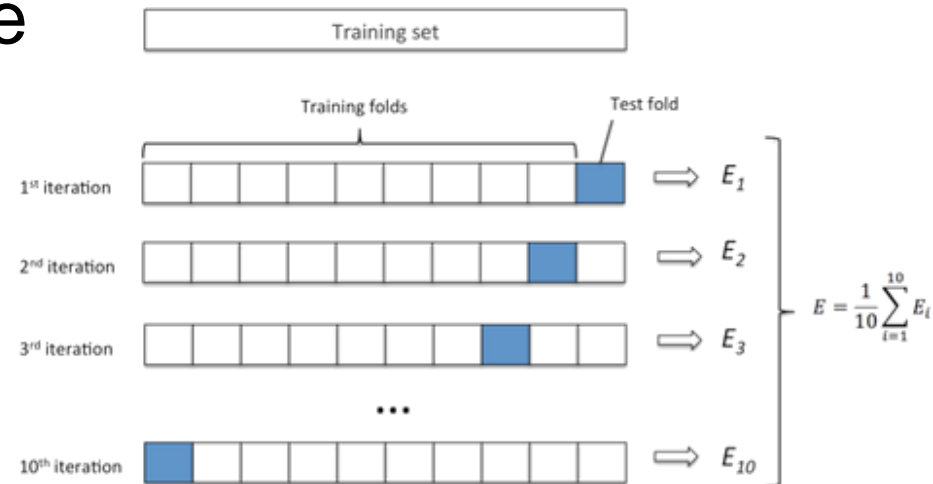 e
Training set
Training folds
Test fold
1st iteration
E1
2nd iteration
E2
3rd iteration
E3
E = 1/10 ∑_{i=1}^{10} Ei
...
10th iteration
E10